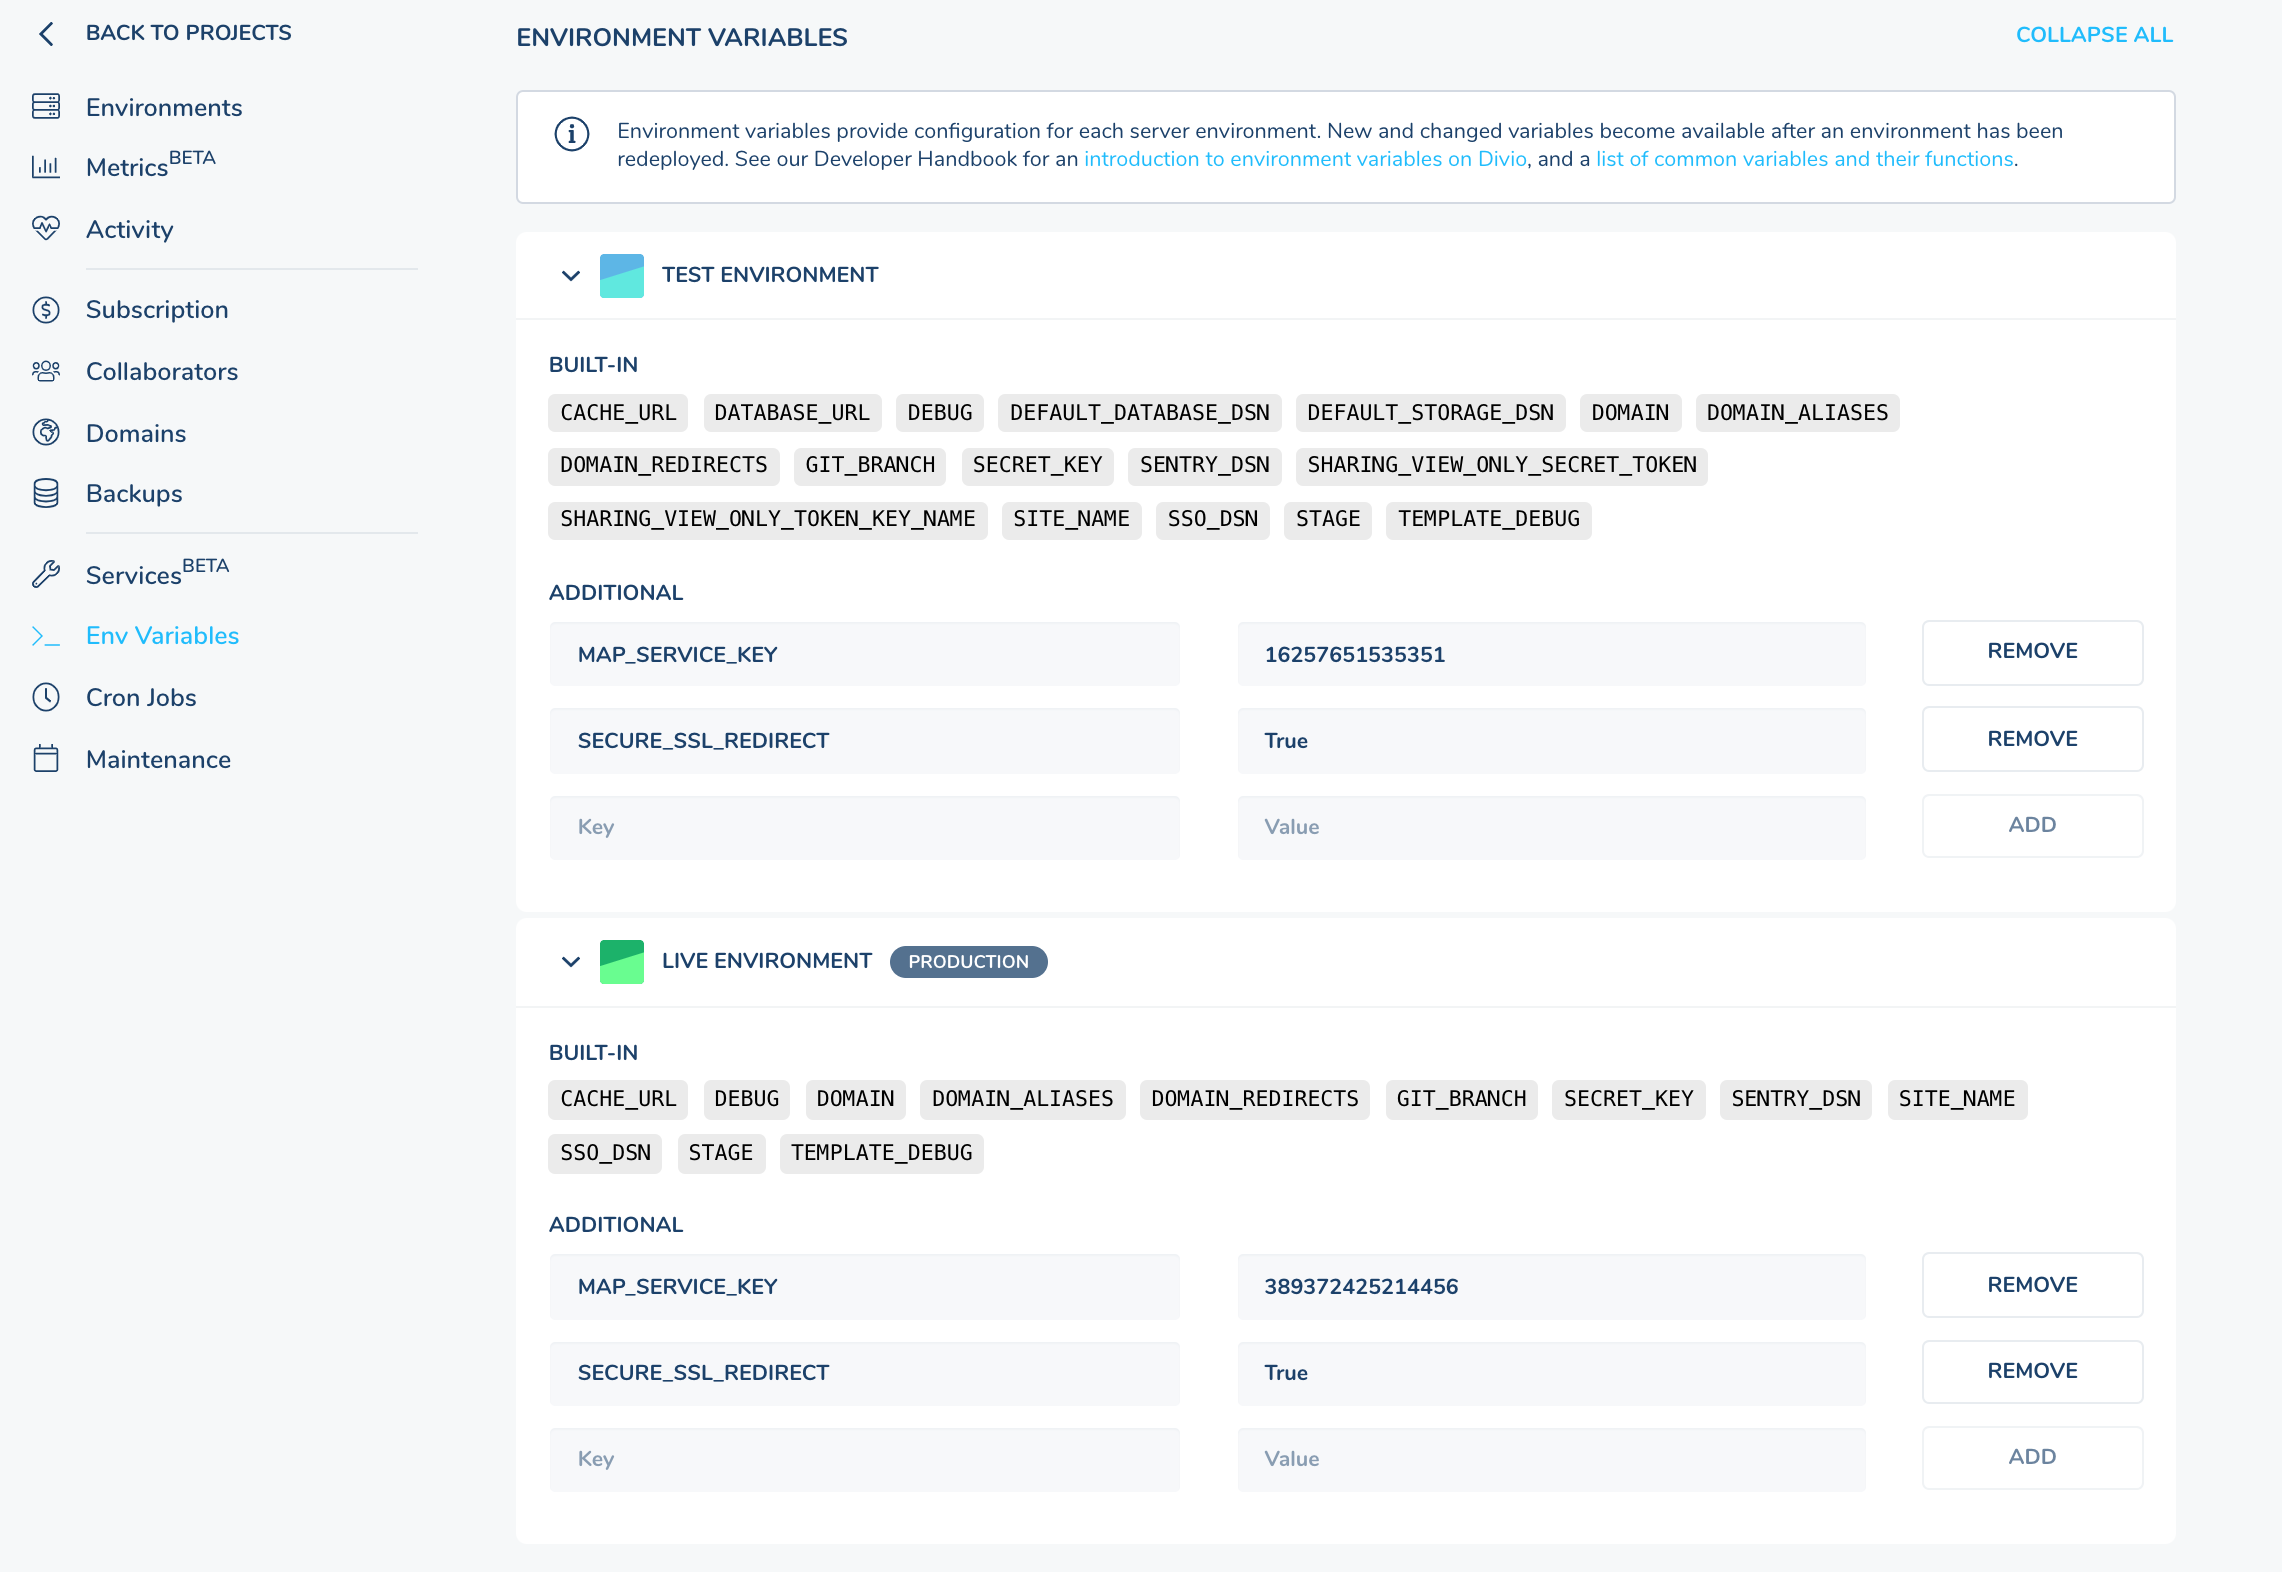 BACK TO PROJECTS
Environments
Metrics BETA
Activity
Subscription
Collaborators
Domains
Backups
Services BETA
Env Variables
Cron Jobs
Maintenance
ENVIRONMENT VARIABLES
COLLAPSE ALL
Environment variables provide configuration for each server environment. New and changed variables become available after an environment has been
redeployed. See our Developer Handbook for an introduction to environment variables on Divio, and a list of common variables and their functions.
TEST ENVIRONMENT
BUILT-IN
CACHE_URL DATABASE_URL DEBUG DEFAULT_DATABASE_DSN DEFAULT_STORAGE_DSN DOMAIN DOMAIN_ALIASES
DOMAIN_REDIRECTS GIT_BRANCH SECRET_KEY SENTRY_DSN SHARING_VIEW_ONLY_SECRET_TOKEN
SHARING_VIEW_ONLY_TOKEN_KEY_NAME SITE_NAME SSO_DSN STAGE TEMPLATE_DEBUG
ADDITIONAL
MAP_SERVICE_KEY 16257651535351 REMOVE
SECURE_SSL_REDIRECT True REMOVE
Key Value ADD
LIVE ENVIRONMENT PRODUCTION
BUILT-IN
CACHE_URL DEBUG DOMAIN DOMAIN_ALIASES DOMAIN_REDIRECTS GIT_BRANCH SECRET_KEY SENTRY_DSN SITE_NAME
SSO_DSN STAGE TEMPLATE_DEBUG
ADDITIONAL
MAP_SERVICE_KEY 389372425214456 REMOVE
SECURE_SSL_REDIRECT True REMOVE
Key Value ADD